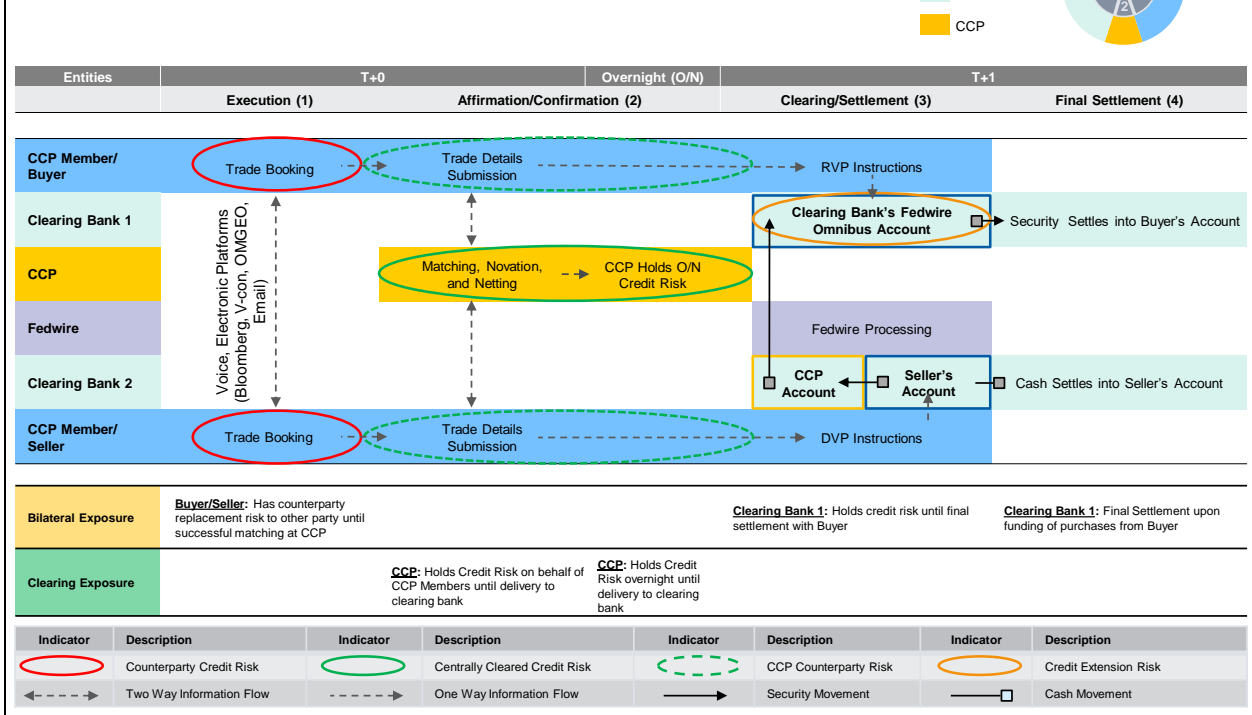 2
CCP
Entities
T+0
Overnight (O/N)
T+1
Execution (1)
Affirmation/Confirmation (2)
Clearing/Settlement (3)
Final Settlement (4)
CCP Member/
Buyer
Trade Booking
Trade Details
Submission
RVP Instructions
Clearing Bank 1
Clearing Bank's Fedwire
Omnibus Account
Security Settles into Buyer's Account
Voice, Electronic Platforms
(Bloomberg, V-con, OMGEO,
Email)
CCP
Matching, Novation,
and Netting
CCP Holds O/N
Credit Risk
Fedwire
Fedwire Processing
Clearing Bank 2
CCP
Account
Seller's
Account
Cash Settles into Seller's Account
CCP Member/
Seller
Trade Booking
Trade Details
Submission
DVP Instructions
Bilateral Exposure
Buyer/Seller: Has counterparty
replacement risk to other party until
successful matching at CCP
Clearing Bank 1: Holds credit risk until final
settlement with Buyer
Clearing Bank 1: Final Settlement upon
funding of purchases from Buyer
Clearing Exposure
CCP: Holds Credit Risk on behalf of
CCP Members until delivery to
clearing bank
CCP: Holds Credit
Risk overnight until
delivery to clearing
bank
Indicator
Description
Indicator
Description
Indicator
Description
Indicator
Description
Counterparty Credit Risk
Centrally Cleared Credit Risk
CCP Counterparty Risk
Credit Extension Risk
Two Way Information Flow
One Way Information Flow
Security Movement
Cash Movement